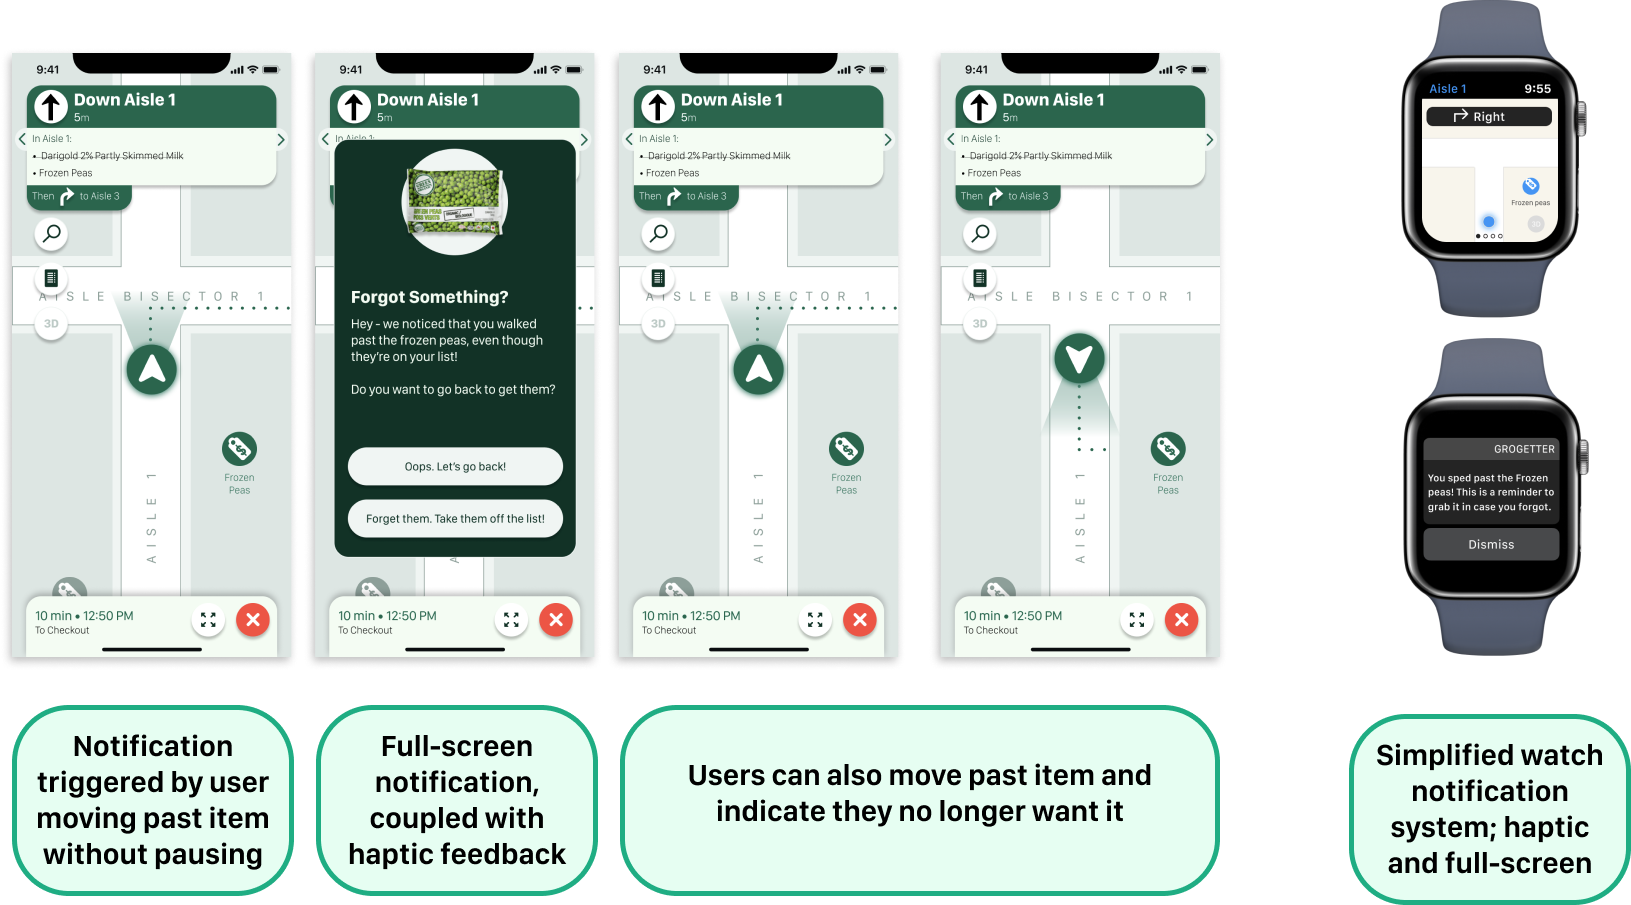 9:41
Down Aisle 1
5m
In Aisle 1:
• Darigold 2% Partly Skimmed Milk
• Frozen Peas
Then to Aisle 3
AISLE BISECTOR 1
3D
Frozen
Peas
AISLE 1
10 min • 12:50 PM
To Checkout
9:41
Down Aisle 1
5m
In Aisle 1:
Forgot Something?
Hey - we noticed that you walked
past the frozen peas, even though
they're on your list!
Do you want to go back to get them?
Oops. Let's go back!
Forget them. Take them off the list!
10 min • 12:50 PM
To Checkout
9:41
Down Aisle 1
5m
In Aisle 1:
• Darigold 2% Partly Skimmed Milk
• Frozen Peas
Then to Aisle 3
AISLE BISECTOR 1
3D
Frozen
Peas
AISLE 1
10 min • 12:50 PM
To Checkout
9:41
Down Aisle 1
5m
In Aisle 1:
• Darigold 2% Partly Skimmed Milk
• Frozen Peas
Then to Aisle 3
AISLE BISECTOR 1
3D
Frozen
Peas
AISLE 1
10 min • 12:50 PM
To Checkout
Aisle 1 9:55
Right
Frozen peas
3D
GROGETTER
You sped past the Frozen
peas! This is a reminder to
grab it in case you forgot.
Dismiss
Notification
triggered by user
moving past item
without pausing
Full-screen
notification,
coupled with
haptic feedback
Users can also move past item and
indicate they no longer want it
Simplified watch
notification
system; haptic
and full-screen